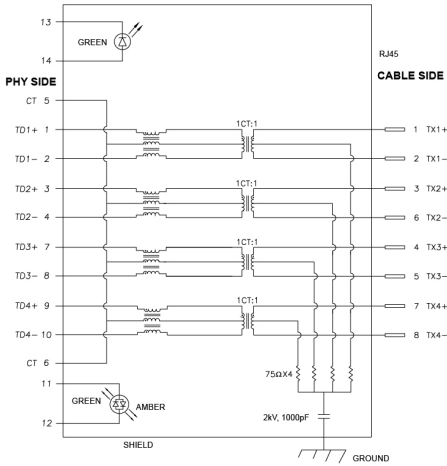 13
GREEN
14
RJ45
PHY SIDE
CABLE SIDE
CT 5
1CT:1
TD1+ 1
1 TX1+
TD1- 2
2 TX1-
1CT:1
TD2+ 3
3 TX2+
TD2- 4
6 TX2-
1CT:1
TD3+ 7
4 TX3+
TD3- 8
5 TX3-
1CT:1
TD4+ 9
7 TX4+
TD4- 10
8 TX4-
CT 6
75ΩX4
11
GREEN
AMBER
12
2kV, 1000pF
SHIELD
GROUND